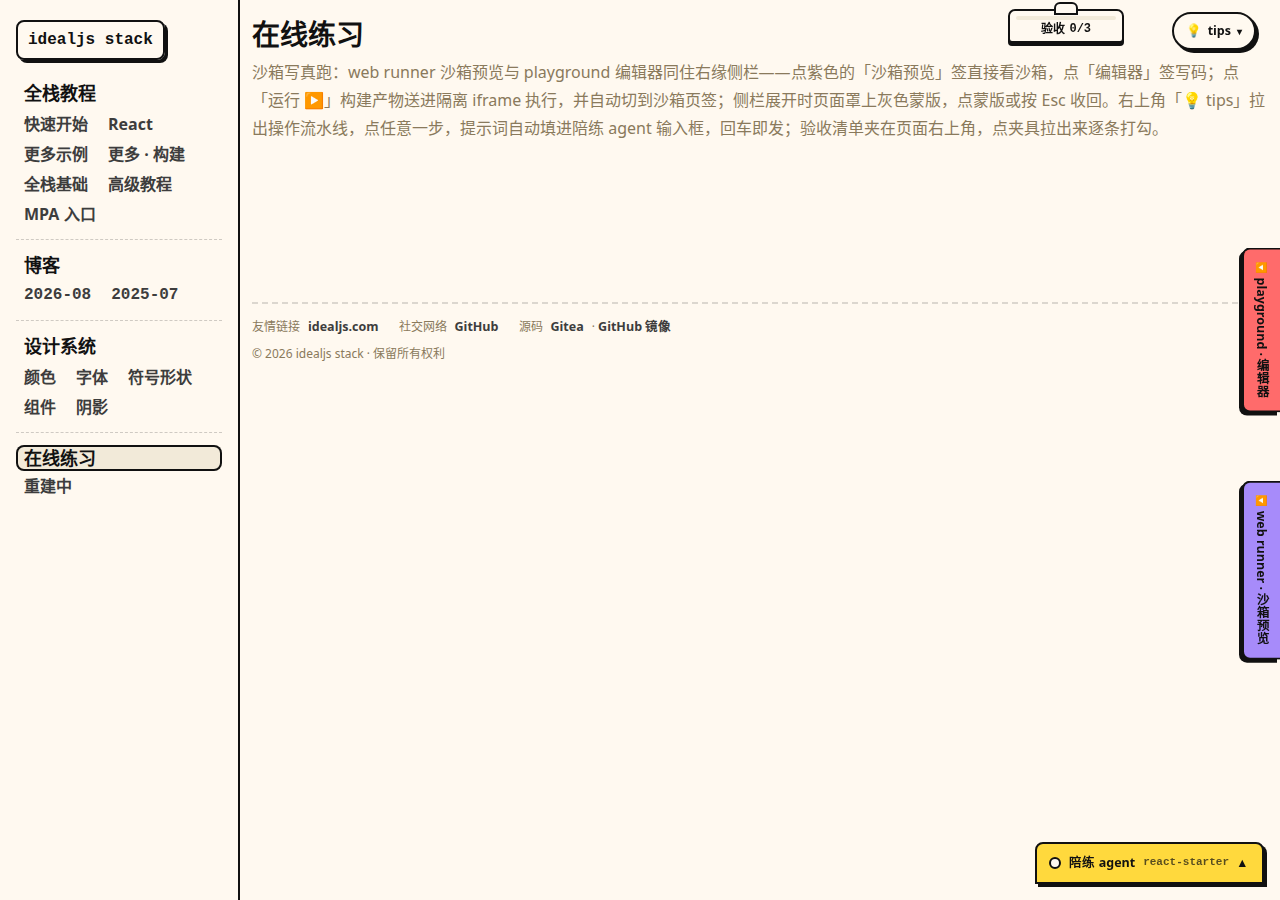 idealjs stack
全栈教程
快速开始 React
更多示例 更多 · 构建
全栈基础 高级教程
MPA 入口
博客
2026-08 2025-07
设计系统
颜色 字体 符号形状
组件 阴影
在线练习
重建中
在线练习
验收 0/3
💡 tips ▾
沙箱写真跑：web runner 沙箱预览与 playground 编辑器同住右缘侧栏——点紫色的「沙箱预览」签直接看沙箱，点「编辑器」签写码；点
「运行 ▶️」构建产物送进隔离 iframe 执行，并自动切到沙箱页签；侧栏展开时页面罩上灰色蒙版，点蒙版或按 Esc 收回。右上角「💡 tips」拉
出操作流水线，点任意一步，提示词自动填进陪练 agent 输入框，回车即发；验收清单夹在页面右上角，点夹具拉出来逐条打勾。
友情链接 idealjs.com 社交网络 GitHub 源码 Gitea · GitHub 镜像
© 2026 idealjs stack · 保留所有权利
◀️ playground · 编辑器
◀️ web runner · 沙箱预览
陪练 agent react-starter ▲